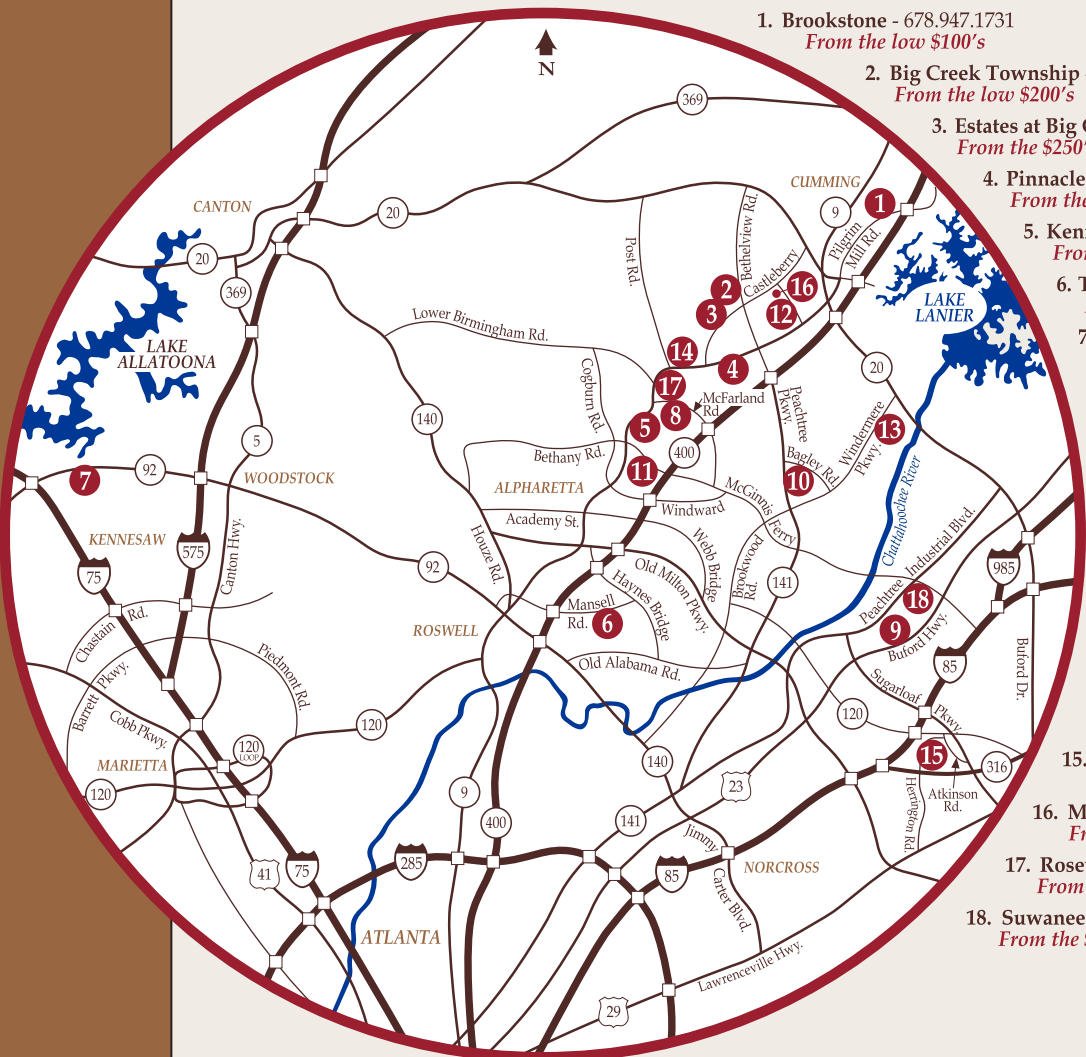 1. Brookstone - 678.947.1731
From the low $100's
2. Big Creek Township
From the low $200's
3. Estates at Big
From the $250'
4. Pinnacle
From the
5.
From
6.
7
15.
16.
17.
From
18. Suwanee
From the
N
369
CUMMING
CANTON
20
9
1
Pilgrim
Mill Rd.
20
369
Post Rd.
Bethelview Rd.
Castleberry
2
16
3
12
LAKE
LANIER
LAKE
ALLATOONA
Lower Birmingham Rd.
14
4
17
20
Cogburn Rd.
McFarland
Rd
Peachtree
Pkwy.
8
5
140
13
Windermere
Pkwy.
5
400
Bethany Rd.
11
Bagley Rd.
10
92
7
WOODSTOCK
ALPHARETTA
McGinnis
Ferry
Windward
Chattahoochee River
Academy St.
KENNESAW
575
75
Canton Hwy.
Houze Rd.
92
Webb Bridge
Brookwood
Rd.
Old Milton Pkwy.
Haynes Bridge
141
Peachtree Industrial Blvd.
985
18
9
Buford Hwy.
Chastain Rd.
Mansell
Rd.
6
ROSWELL
Old Alabama Rd.
Piedmont Rd.
Barrett Pkwy.
Cobb Pkwy.
85
Buford Dr.
Sugarloaf
Pkwy.
120
120
120
LOOP
MARIETTA
120
140
15
316
Atkinson
Rd.
Herrington Rd.
23
9
400
141
Jimmy
Carter Blvd.
NORCROSS
285
75
41
85
ATLANTA
Lawrenceville Hwy.
29